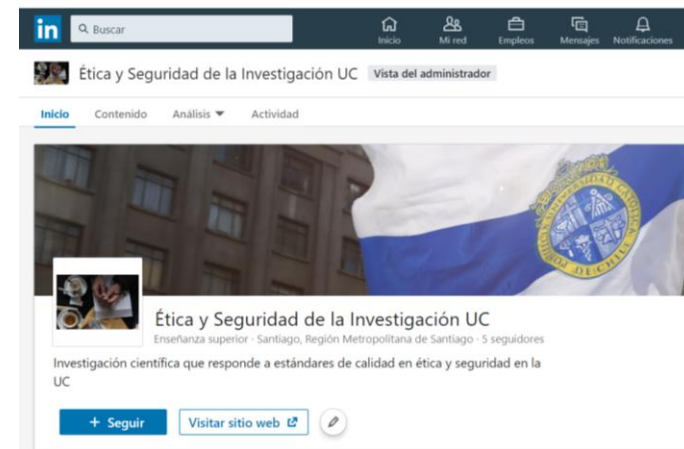 in
Buscar
Inicio
Mi red
Empleos
Mensajes
Notificaciones
Ética y Seguridad de la Investigación UC Vista del administrador
Inicio Contenido Análisis Actividad
Ética y Seguridad de la Investigación UC
Enseñanza superior · Santiago, Región Metropolitana de Santiago · 5 seguidores
Investigación científica que responde a estándares de calidad en ética y seguridad en la
UC
+ Seguir Visitar sitio web